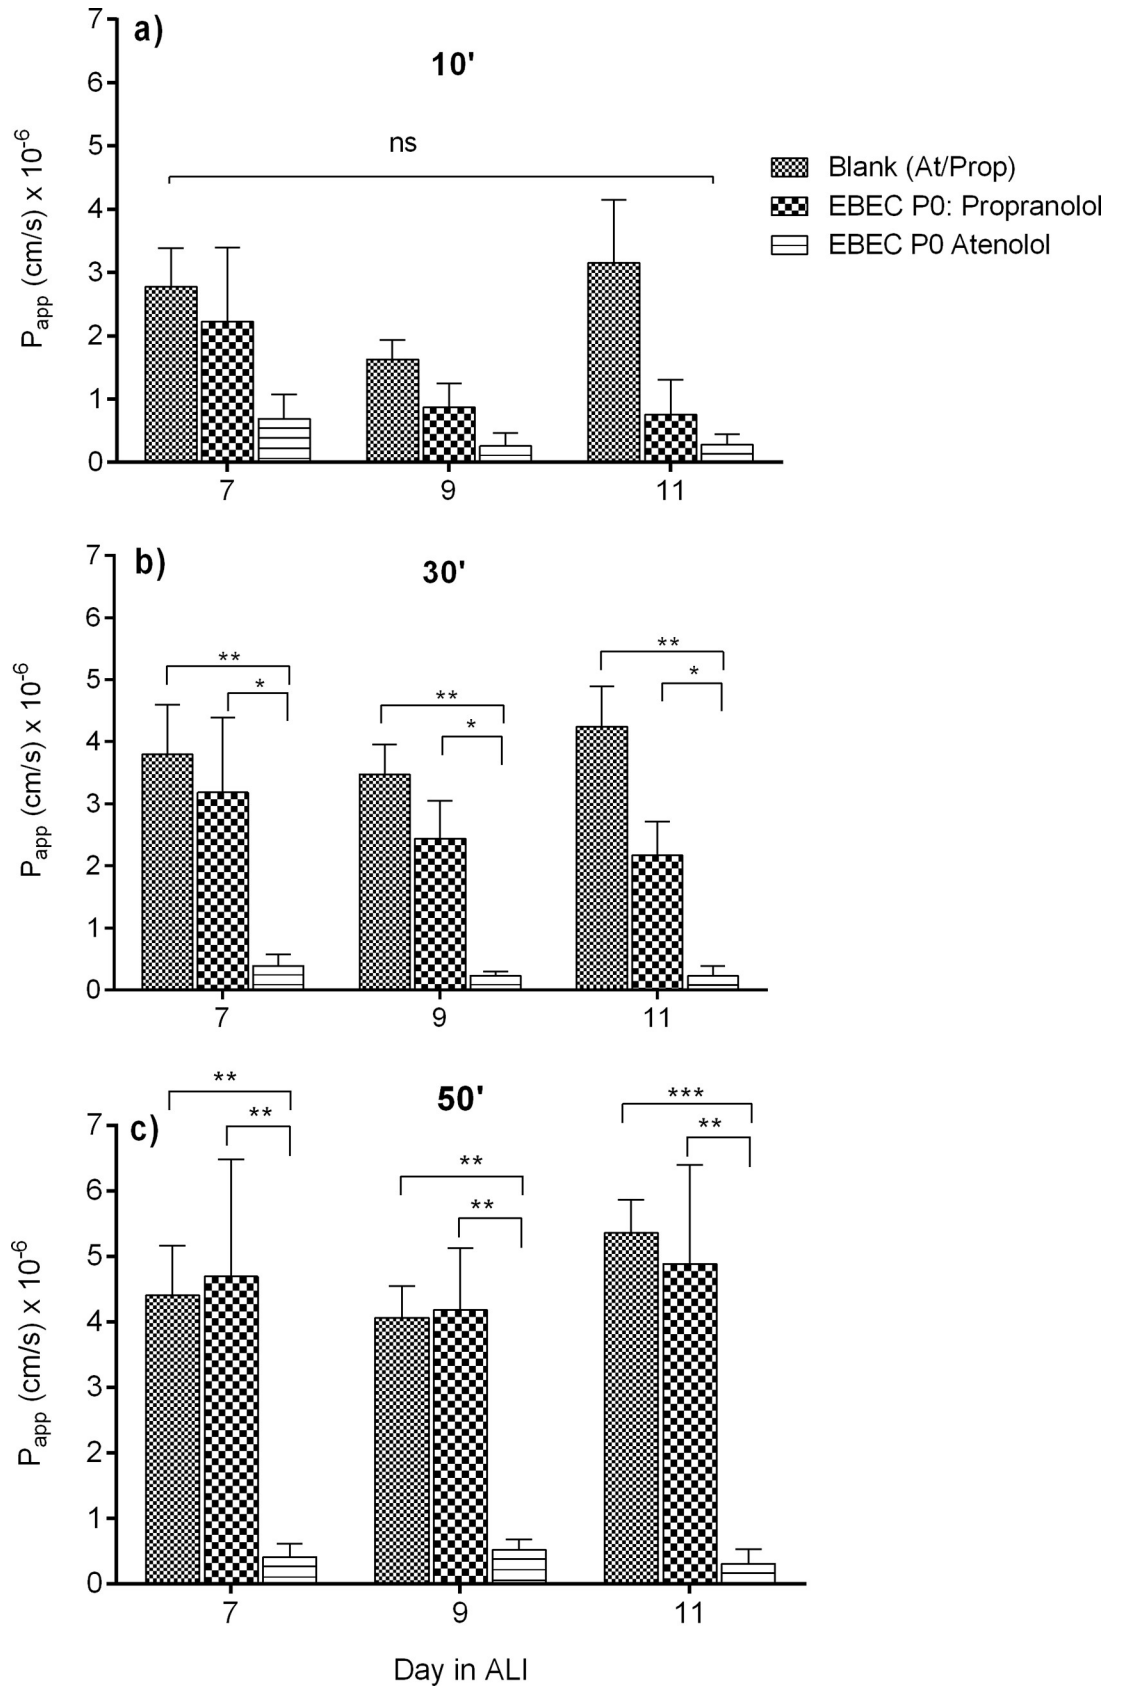 a)
10'
7
6
5
4
3
2
1
0
Papp (cm/s) x 10-6
ns
Blank (At/Prop)
EBEC P0: Propranolol
EBEC P0 Atenolol
7 9 11
b)
30'
7
6
5
4
3
2
1
0
Papp (cm/s) x 10-6
** * ** * ** *
7 9 11
c)
50'
7
6
5
4
3
2
1
0
Papp (cm/s) x 10-6
** ** ** ** *** **
7 9 11
Day in ALI